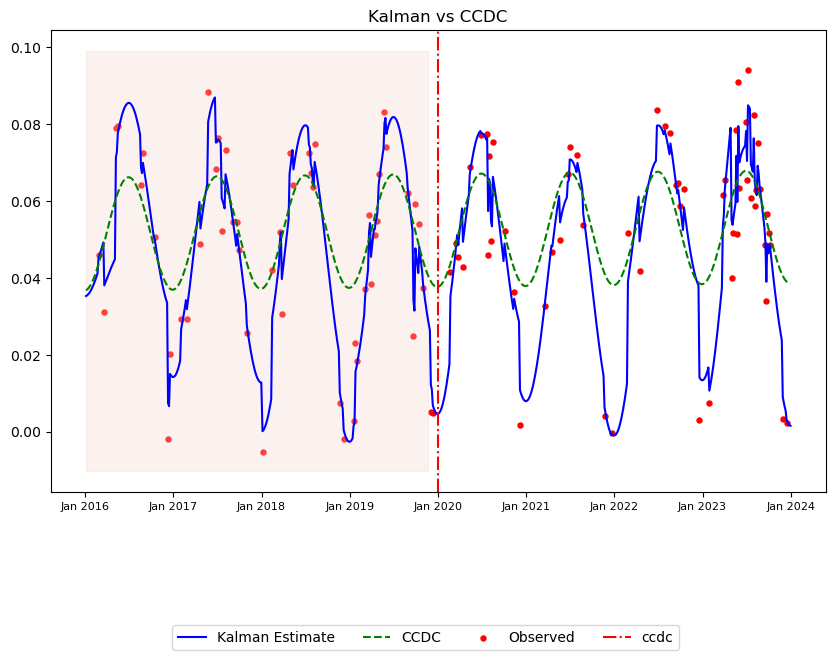 Kalman vs CCDC
0.10
0.08
0.06
0.04
0.02
0.00
Jan 2016 Jan 2017 Jan 2018 Jan 2019 Jan 2020 Jan 2021 Jan 2022 Jan 2023 Jan 2024
Kalman Estimate CCDC Observed ccdc